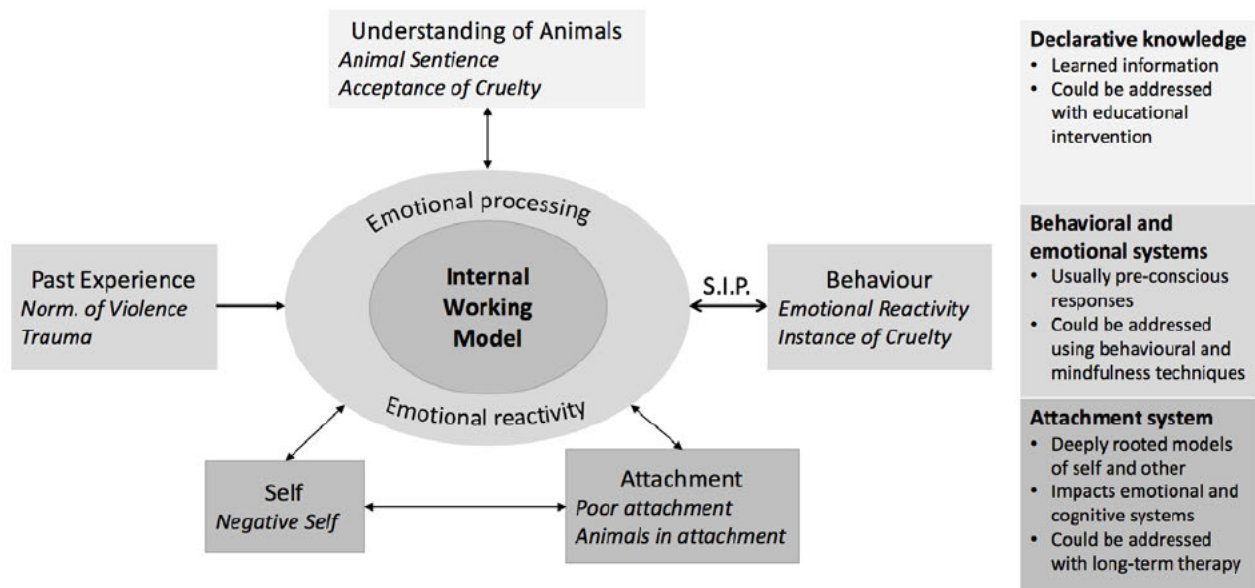 Understanding of Animals
Animal Sentience
Acceptance of Cruelty
Emotional processing
Internal
Working
Model
Emotional reactivity
Past Experience
Norm. of Violence
Trauma
S.I.P.
Behaviour
Emotional Reactivity
Instance of Cruelty
Self
Negative Self
Attachment
Poor attachment
Animals in attachment
Declarative knowledge
• Learned information
• Could be addressed
with educational
intervention
Behavioral and
emotional systems
• Usually pre-conscious
responses
• Could be addressed
using behavioural and
mindfulness techniques
Attachment system
• Deeply rooted models
of self and other
• Impacts emotional and
cognitive systems
• Could be addressed
with long-term therapy